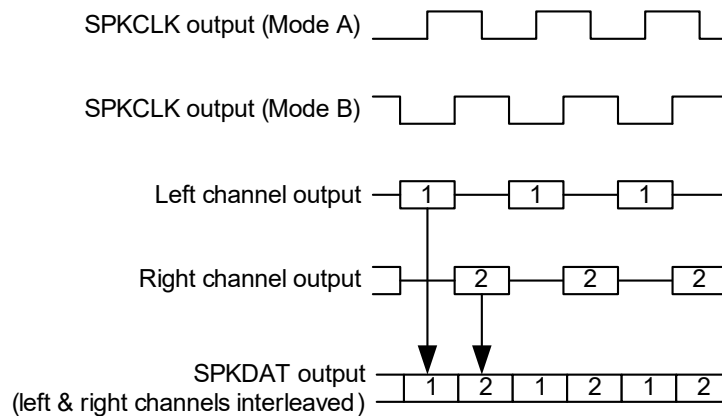 SPKCLK output (Mode A)
SPKCLK output (Mode B)
Left channel output 1 1 1
Right channel output 2 2 2
SPKDAT output
(left & right channels interleaved) 1 2 1 2 1 2